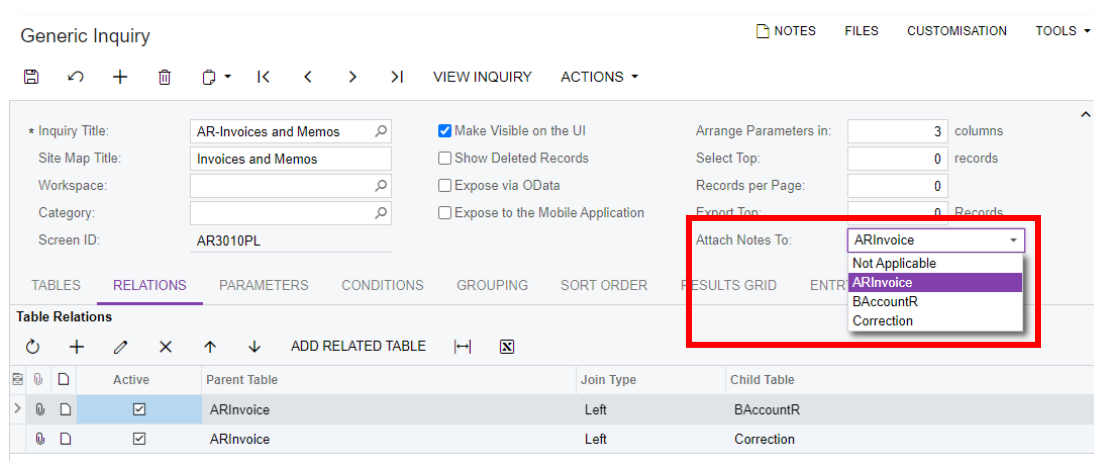 Generic Inquiry NOTES FILES CUSTOMISATION TOOLS
VIEW INQUIRY ACTIONS
* Inquiry Title: AR-Invoices and Memos Make Visible on the UI Arrange Parameters in: 3 columns
Site Map Title: Invoices and Memos Show Deleted Records Select Top: 0 records
Workspace: Expose via OData Records per Page: 0
Category: Expose to the Mobile Application Export Top: 0 Records
Screen ID: AR3010PL Attach Notes To: ARInvoice
Not Applicable
ARInvoice
BAccountR
Correction
TABLES RELATIONS PARAMETERS CONDITIONS GROUPING SORT ORDER RESULTS GRID ENTR
Table Relations
ADD RELATED TABLE
Active Parent Table Join Type Child Table
ARInvoice Left BAccountR
ARInvoice Left Correction